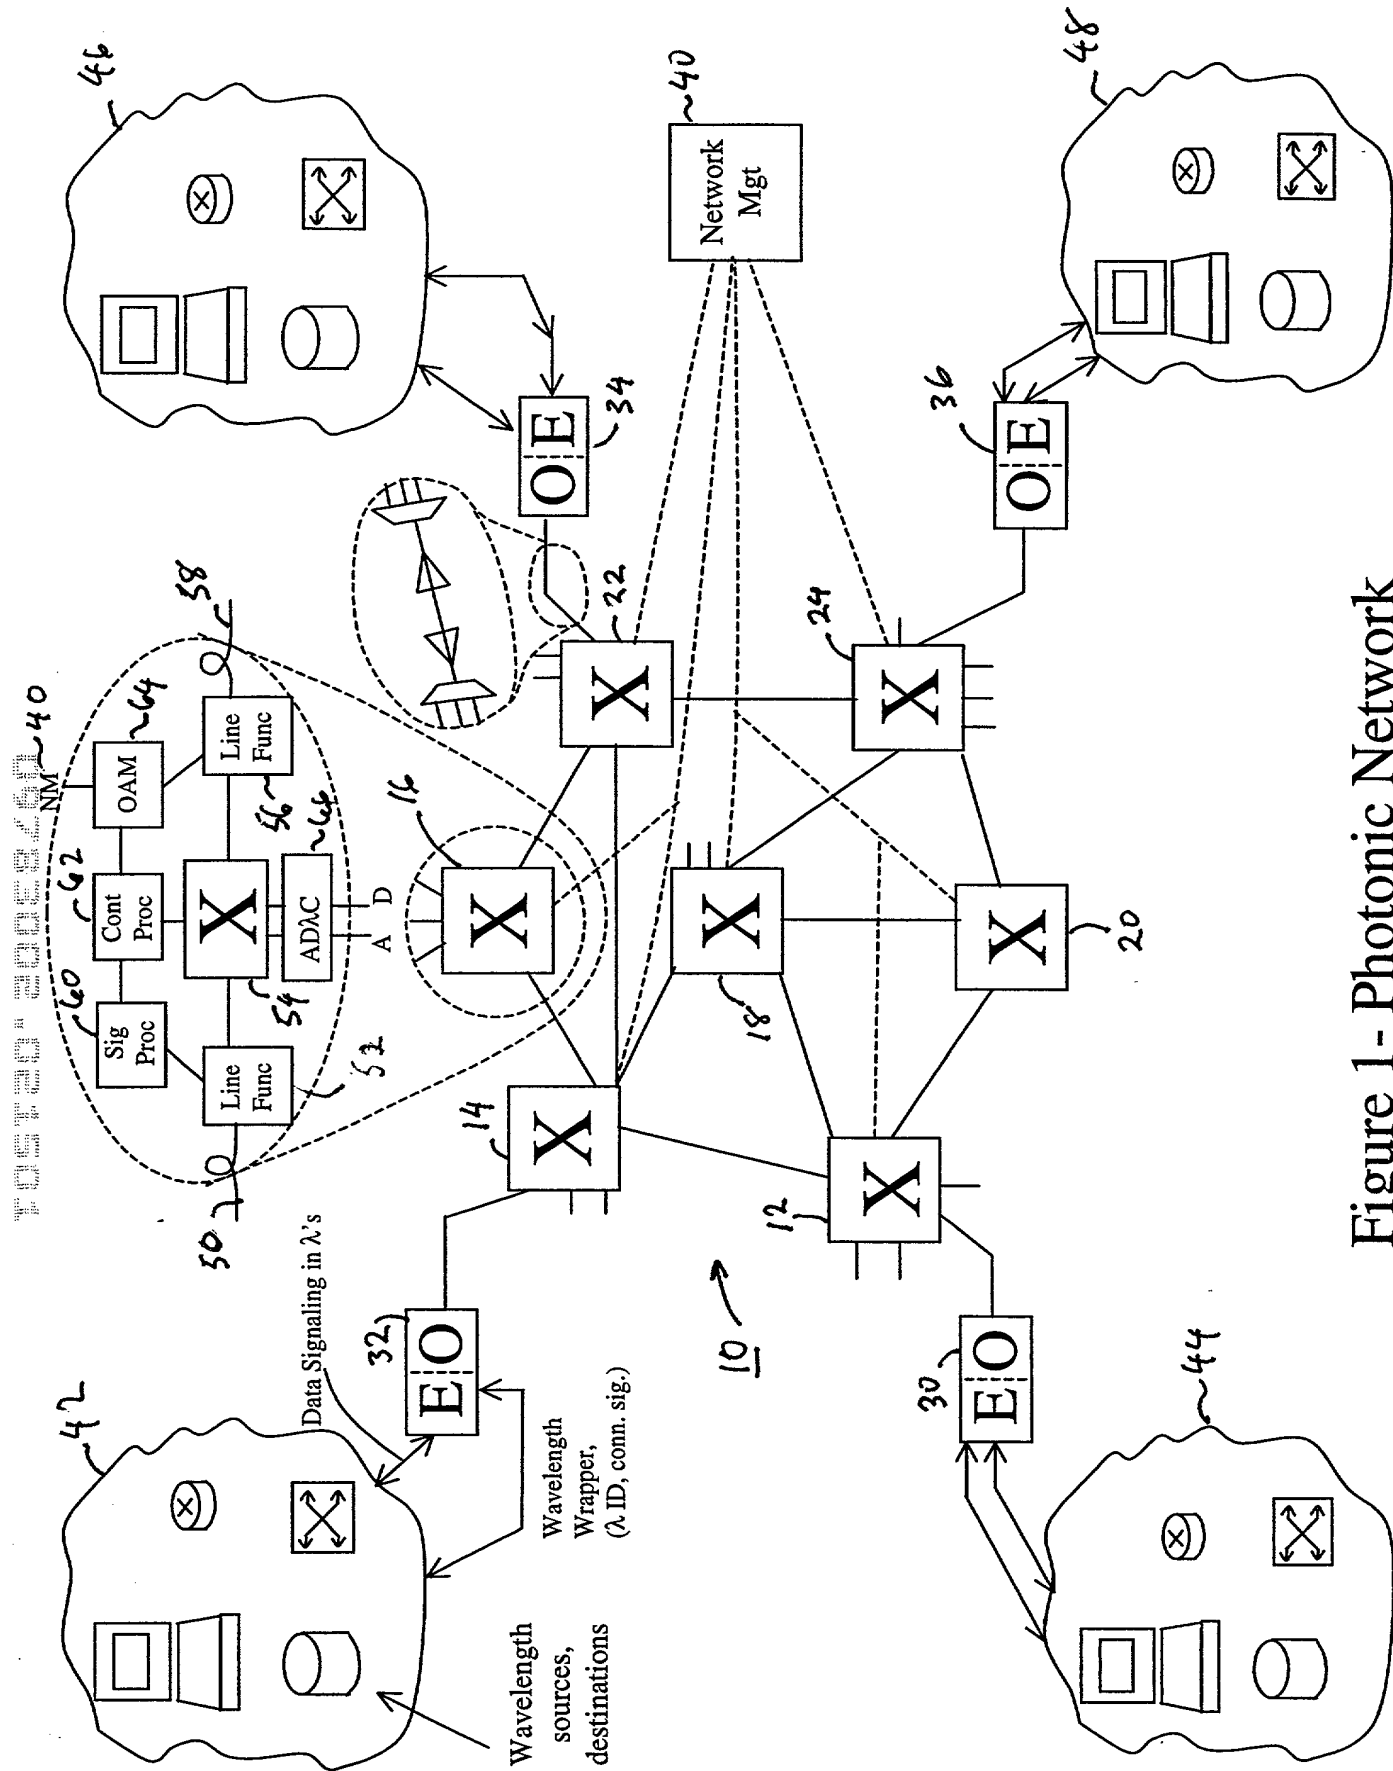 46
48
NM 40
40
Network
Mgt
OAM
64
Line
Func
58
56
66
62
Cont
Proc
X
ADλC
A D
54
60
Sig
Proc
Line
Func
52
50
O E
34
O E
36
22
X
24
X
16
X
18
X
20
X
14
X
12
X
10
Data Signaling in λ's
32
E O
30
E O
42
44
Wavelength
Wrapper,
(λ ID, conn. sig.)
Wavelength
sources,
destinations
Figure 1- Photonic Network